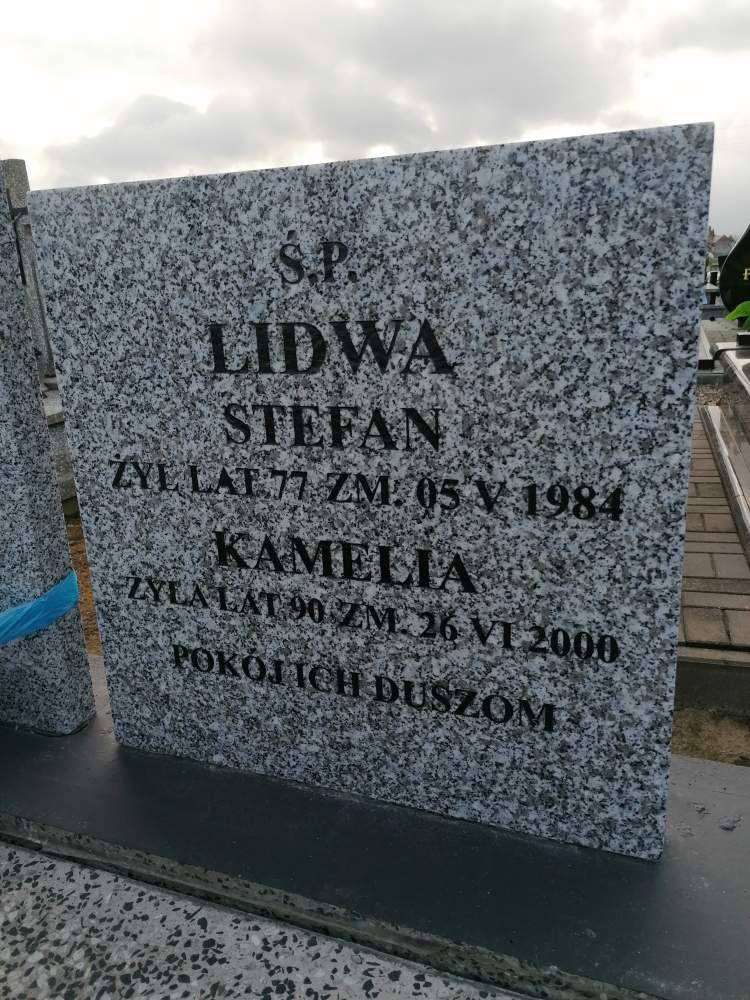 Ś.P.
LIDWA
STEFAN
ŻYŁ LAT 77 ZM. 05 V 1984
KAMELIA
ŻYŁA LAT 90 ZM. 26 VI 2000
POKÓJ ICH DUSZOM